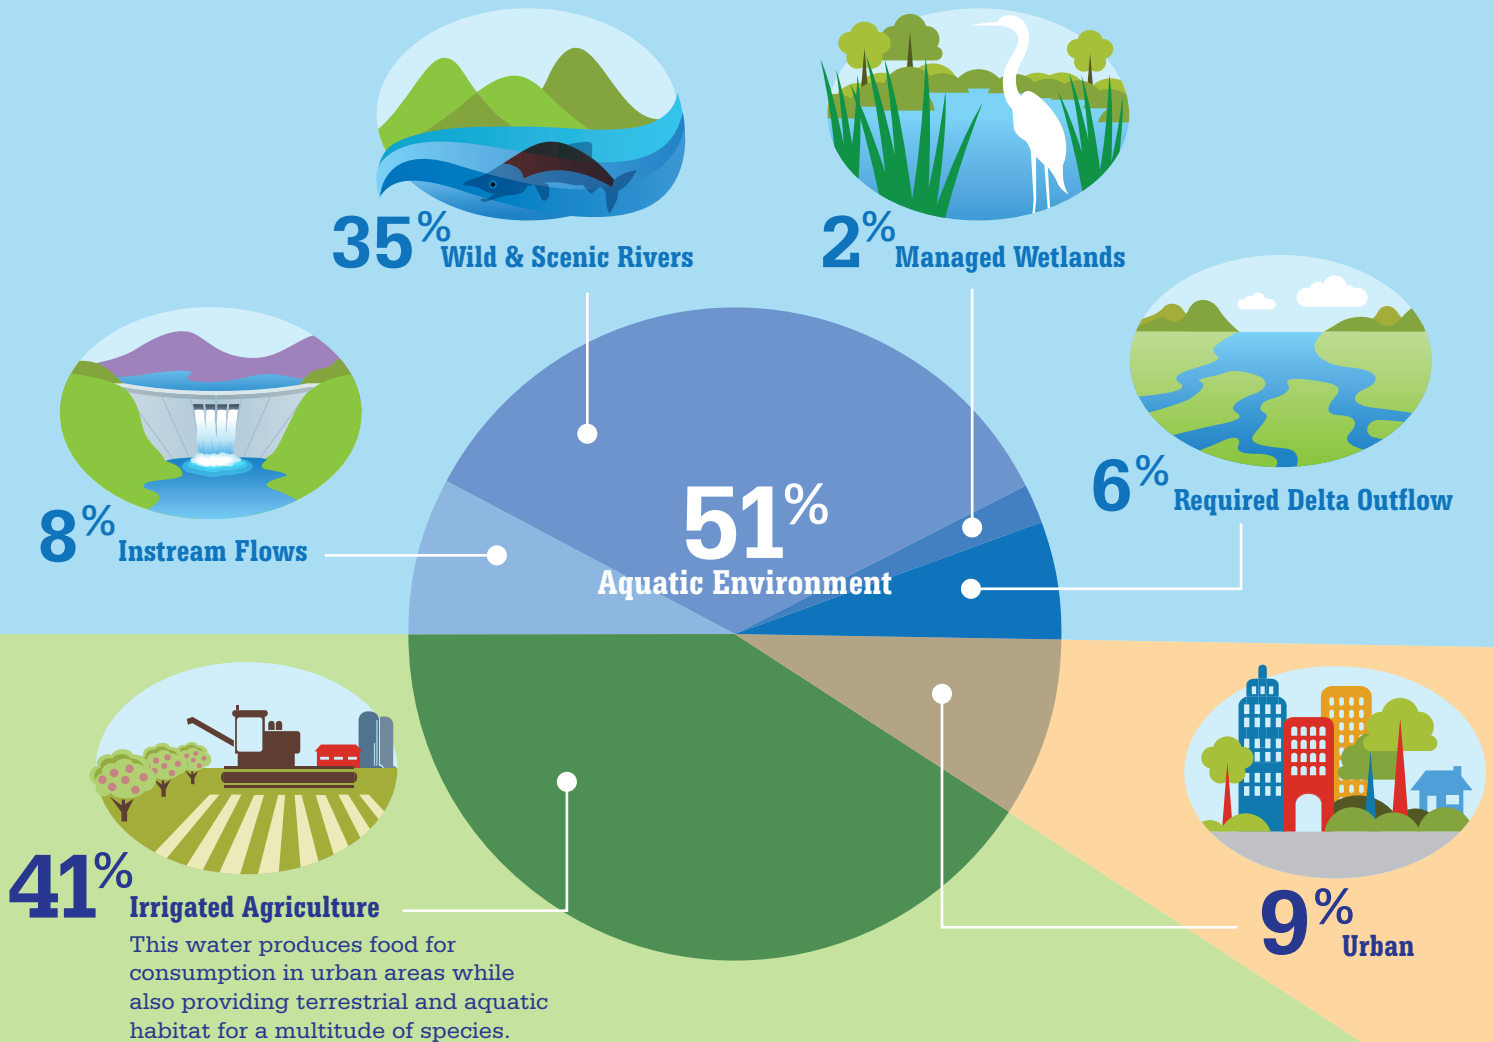 35%
Wild & Scenic Rivers
2%
Managed Wetlands
6%
Required Delta Outflow
8%
Instream Flows
51%
Aquatic Environment
41%
Irrigated Agriculture
This water produces food for
consumption in urban areas while
also providing terrestrial and aquatic
habitat for a multitude of species.
9%
Urban